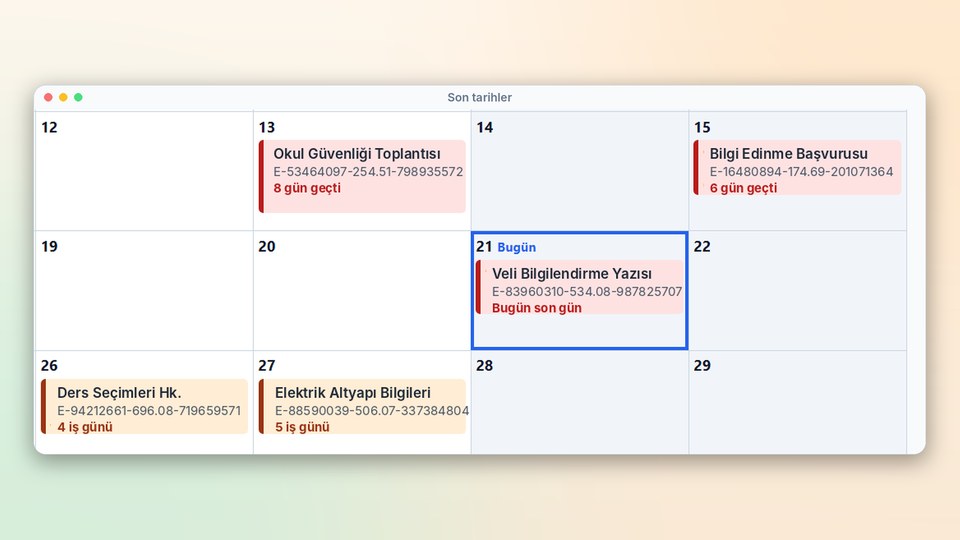 Son tarihler
12
13
Okul Güvenliği Toplantısı
E-53464097-254.51-798935572
8 gün geçti
14
15
Bilgi Edinme Başvurusu
E-16480894-174.69-201071364
6 gün geçti
19
20
21 Bugün
Veli Bilgilendirme Yazısı
E-83960310-534.08-987825707
Bugün son gün
22
26
Ders Seçimleri Hk.
E-94212661-696.08-719659571
4 iş günü
27
Elektrik Altyapı Bilgileri
E-88590039-506.07-337384804
5 iş günü
28
29